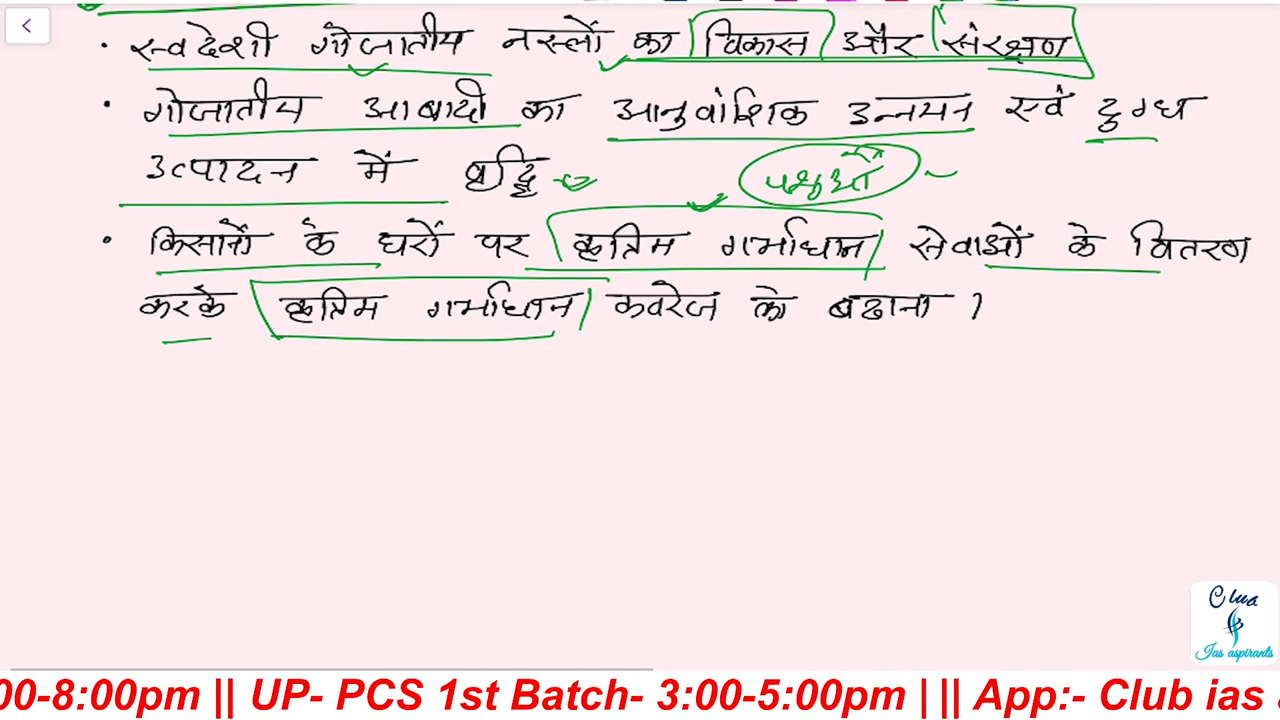 • स्वदेशी गोजातीय नस्लों का विकास और संरक्षण
• गोजातीय आबादी का आनुवांशिक उन्नयन एवं दुग्ध
उत्पादन में वृद्धि
पशुओं
• किसानों के घरों पर कृत्रिम गर्भाधान सेवाओं के वितरण
करके कृत्रिम गर्भाधान कवरेज को बढाना ।
Club
Ias aspirants
00-8:00pm || UP- PCS 1st Batch- 3:00-5:00pm | || App:- Club ias